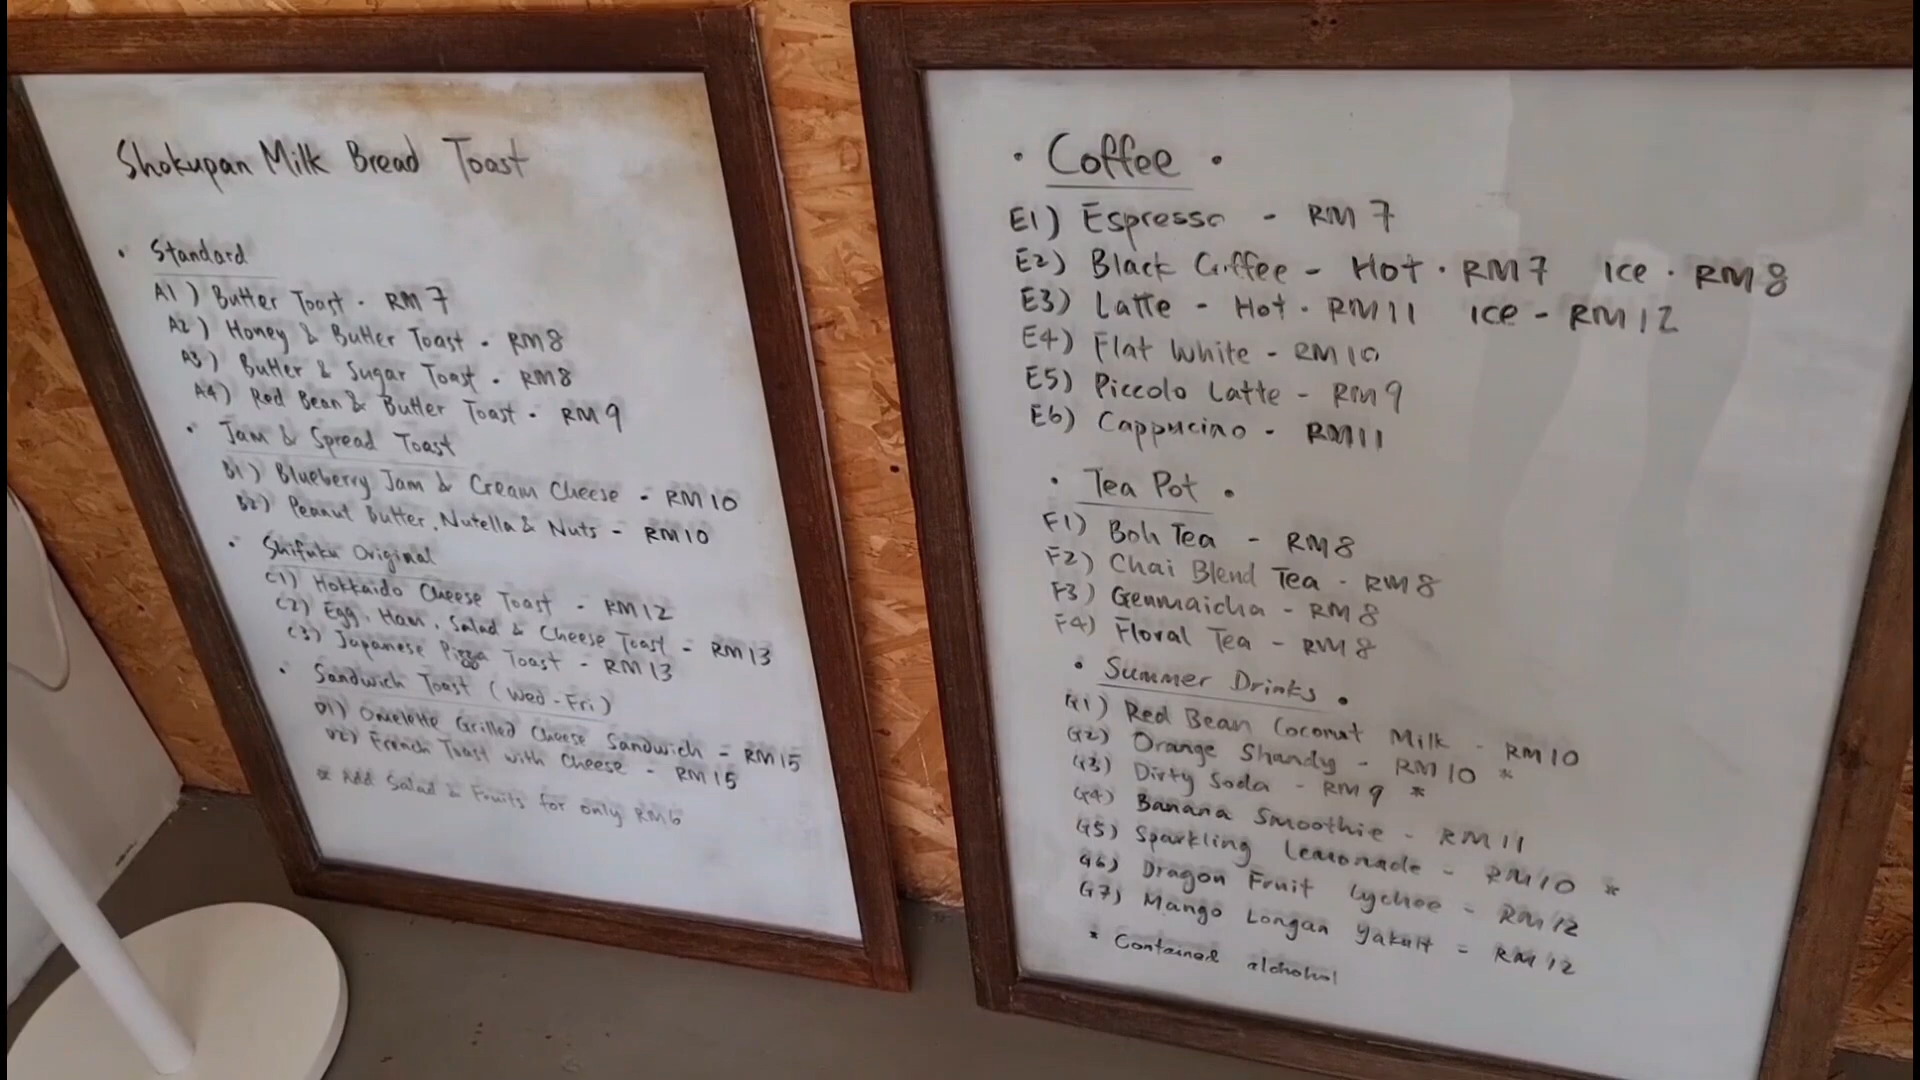 Shokupan Milk Bread Toast
• Standard
A1) Butter Toast - RM7
A2) Honey & Butter Toast - RM8
A3) Butter & Sugar Toast - RM8
A4) Red Bean & Butter Toast - RM9
• Jam & Spread Toast
B1) Blueberry Jam & Cream Cheese - RM10
B2) Peanut Butter, Nutella & Nuts - RM10
• Shifuku Original
C1) Hokkaido Cheese Toast - RM12
C2) Egg, Ham, Salad & Cheese Toast - RM13
C3) Japanese Pizza Toast - RM13
• Sandwich Toast (Wed-Fri)
D1) Omelette Grilled Cheese Sandwich - RM15
D2) French Toast with Cheese - RM15
* Add Salad & Fruits for only RM6
• Coffee •
E1) Espresso - RM7
E2) Black Coffee - Hot • RM7 Ice • RM8
E3) Latte - Hot • RM11 Ice - RM12
E4) Flat White - RM10
E5) Piccolo Latte - RM9
E6) Cappucino - RM11
• Tea Pot •
F1) Boh Tea - RM8
F2) Chai Blend Tea - RM8
F3) Genmaicha - RM8
F4) Floral Tea - RM8
• Summer Drinks •
G1) Red Bean Coconut Milk - RM10
G2) Orange Shandy - RM10 *
G3) Dirty Soda - RM9 *
G4) Banana Smoothie - RM11
G5) Sparkling Lemonade - RM10 *
G6) Dragon Fruit Lychee - RM12
G7) Mango Longan Yakult - RM12
* Contained alchohol